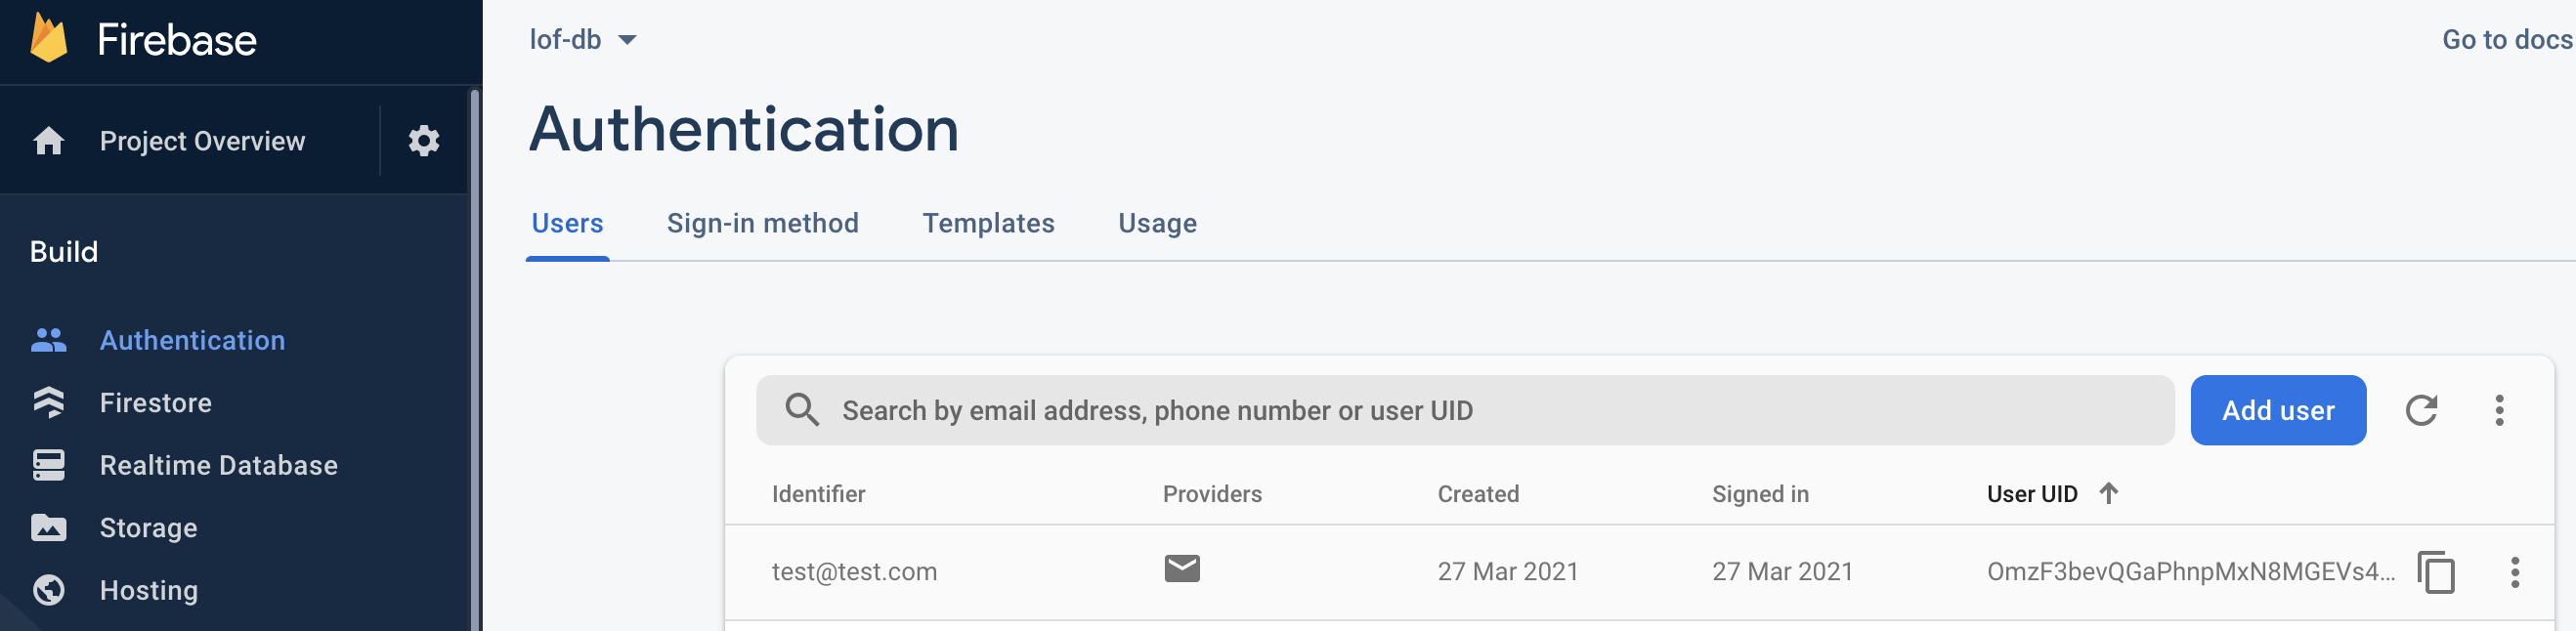 Firebase
Project Overview
Build
Authentication
Firestore
Realtime Database
Storage
Hosting
lof-db
Go to docs
Authentication
Users Sign-in method Templates Usage
Search by email address, phone number or user UID
Add user
Identifier Providers Created Signed in User UID
test@test.com 27 Mar 2021 27 Mar 2021 OmzF3bevQGaPhnpMxN8MGEVs4...